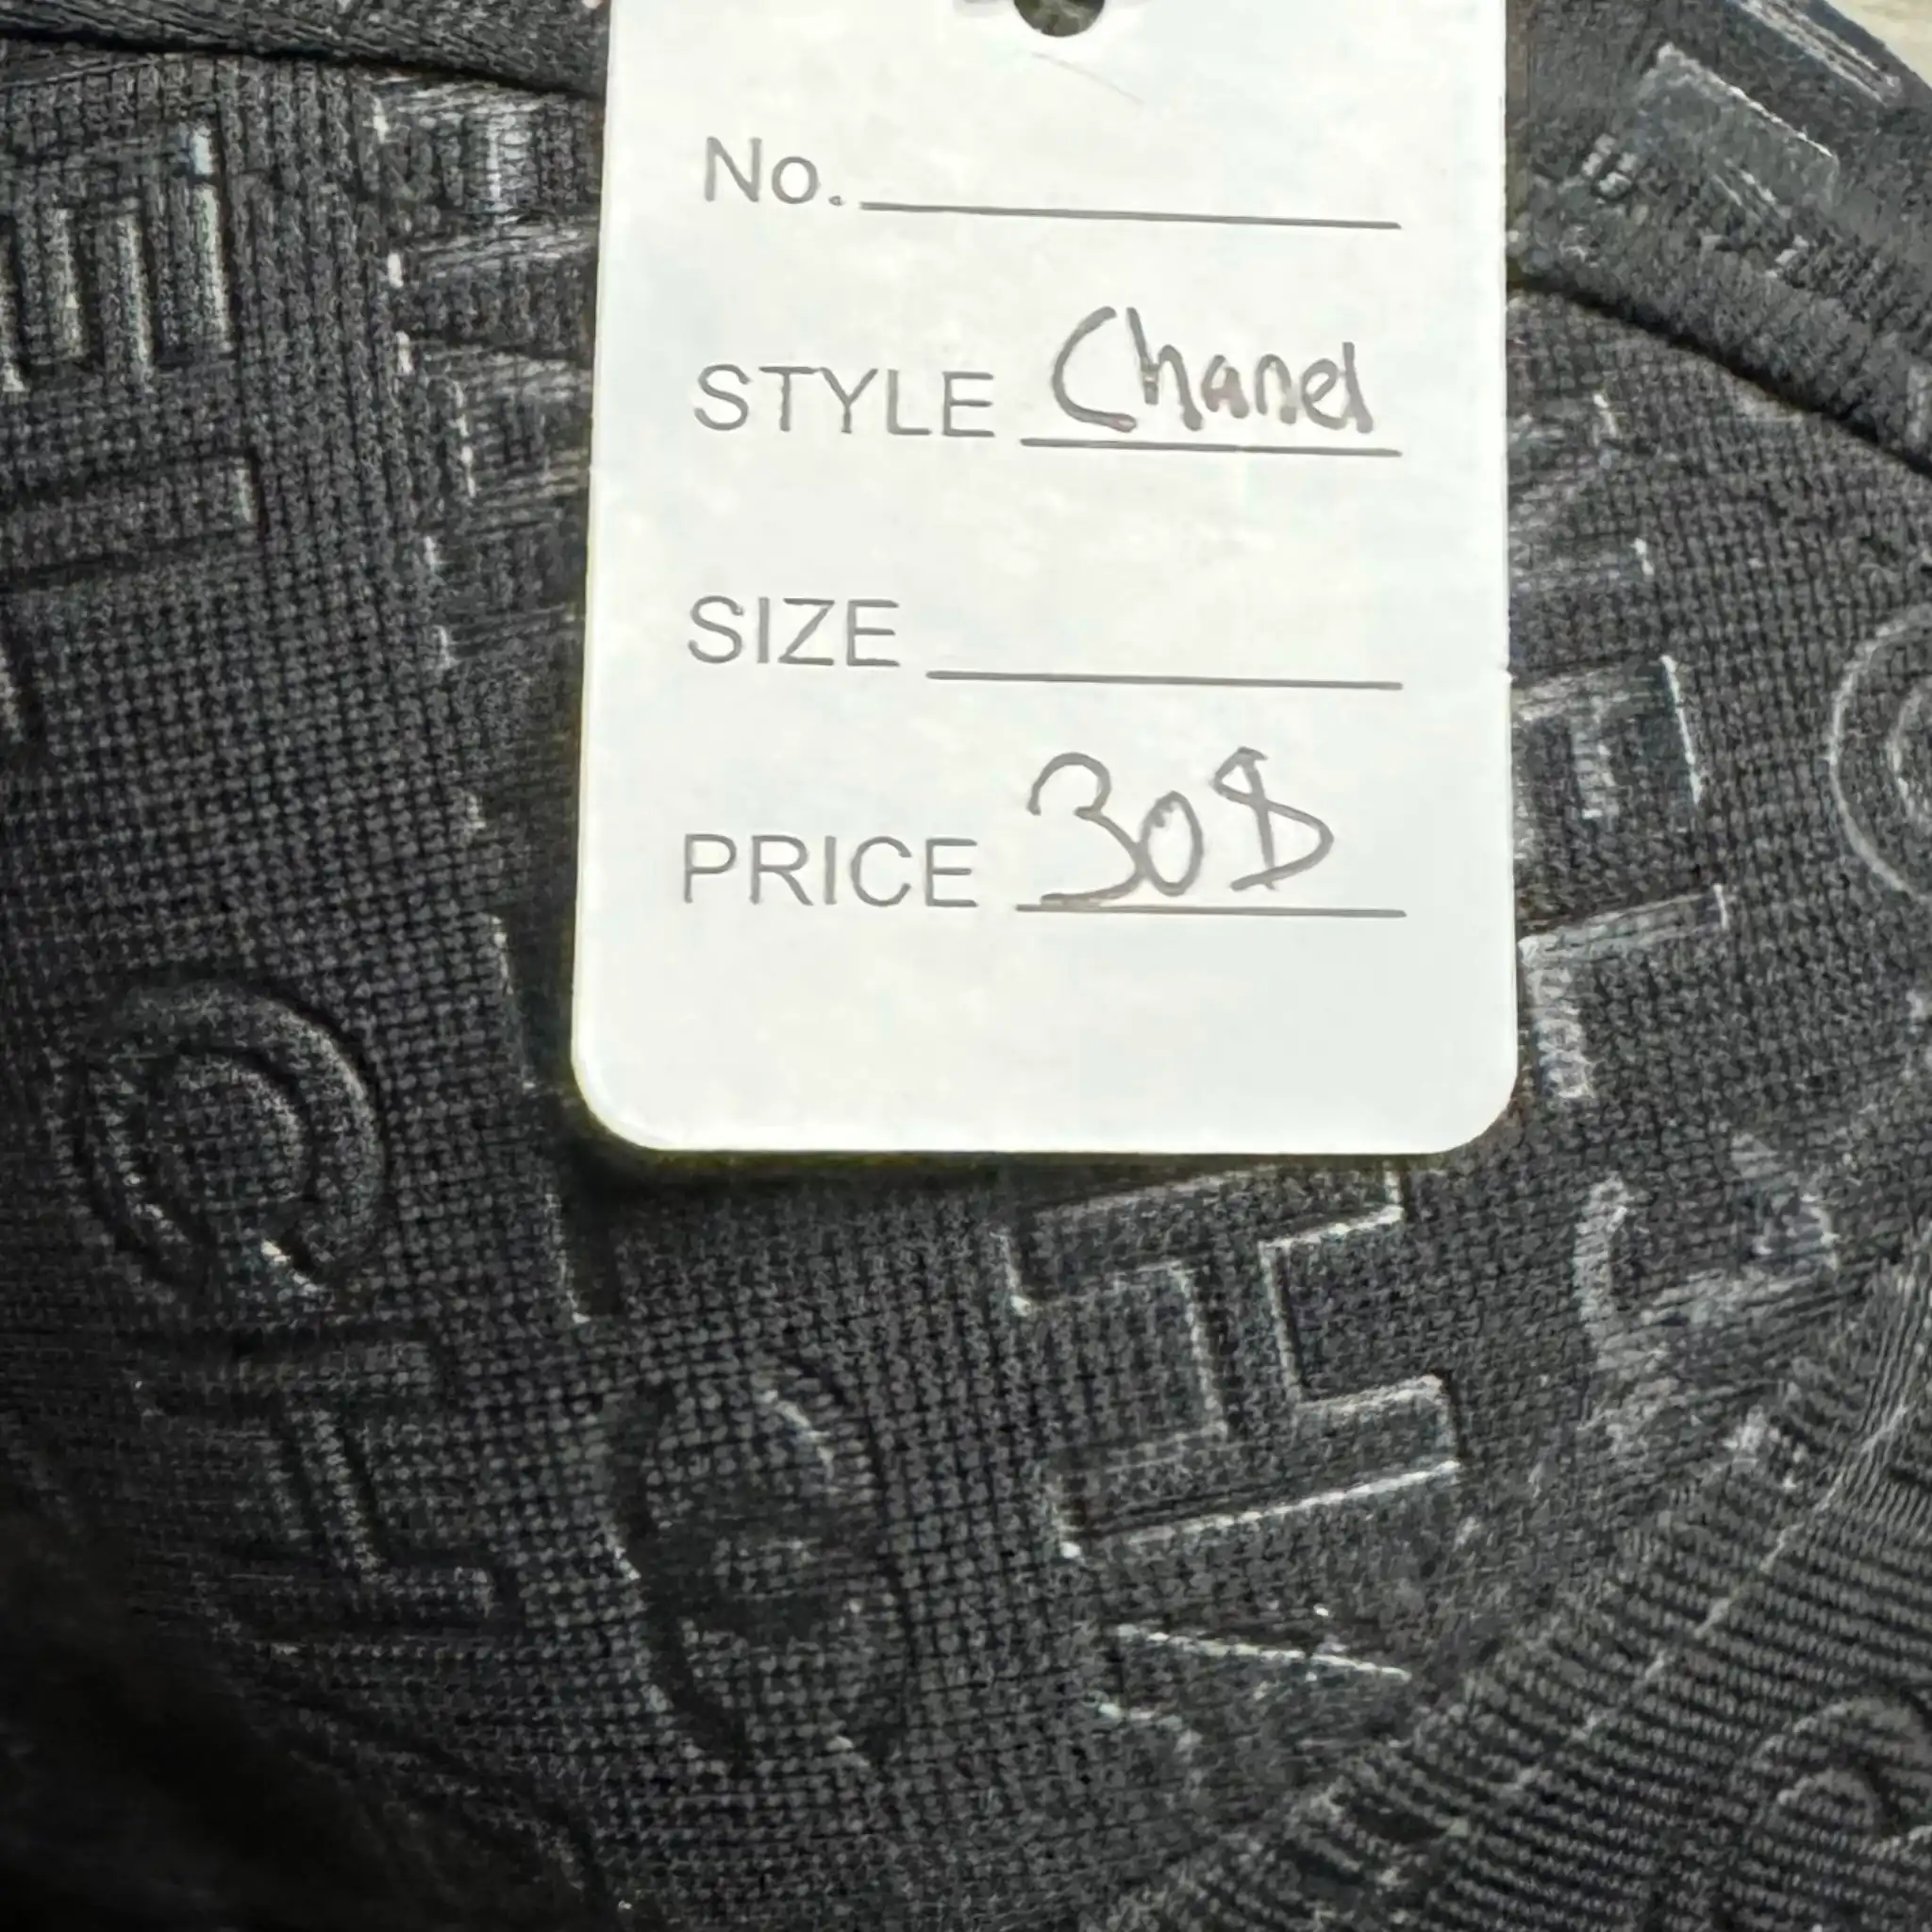 No.
STYLE Chanel
SIZE
PRICE 30$